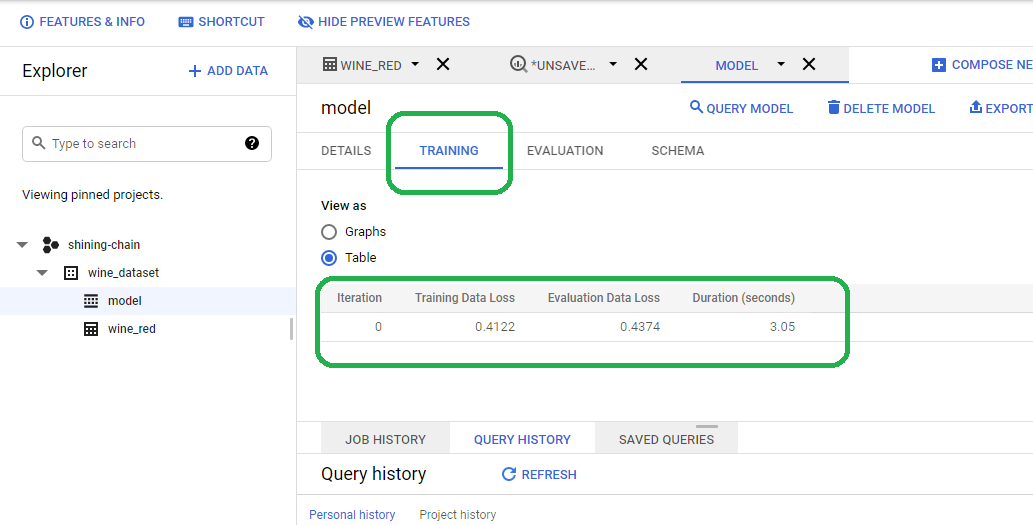 FEATURES & INFO SHORTCUT HIDE PREVIEW FEATURES
Explorer
ADD DATA
Type to search
Viewing pinned projects.
shining-chain
wine_dataset
model
wine_red
WINE_RED *UNSAVE... MODEL COMPOSE NE
model
QUERY MODEL DELETE MODEL EXPORT
DETAILS TRAINING EVALUATION SCHEMA
View as
Graphs
Table
Iteration Training Data Loss Evaluation Data Loss Duration (seconds)
0 0.4122 0.4374 3.05
JOB HISTORY QUERY HISTORY SAVED QUERIES
Query history REFRESH
Personal history Project history